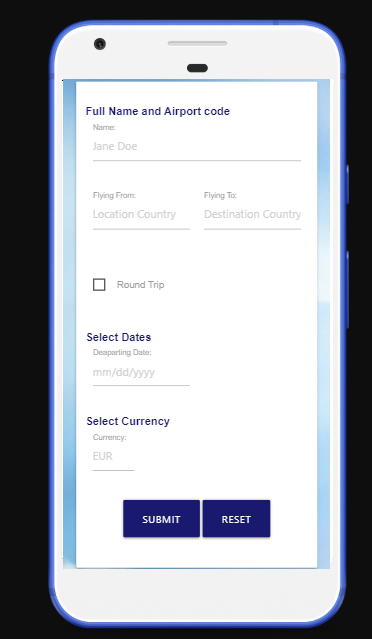 Full Name and Airport code
Name:
Jane Doe
Flying From: Flying To:
Location Country Destination Country
Round Trip
Select Dates
Deaparting Date:
mm/dd/yyyy
Select Currency
Currency:
EUR
SUBMIT RESET